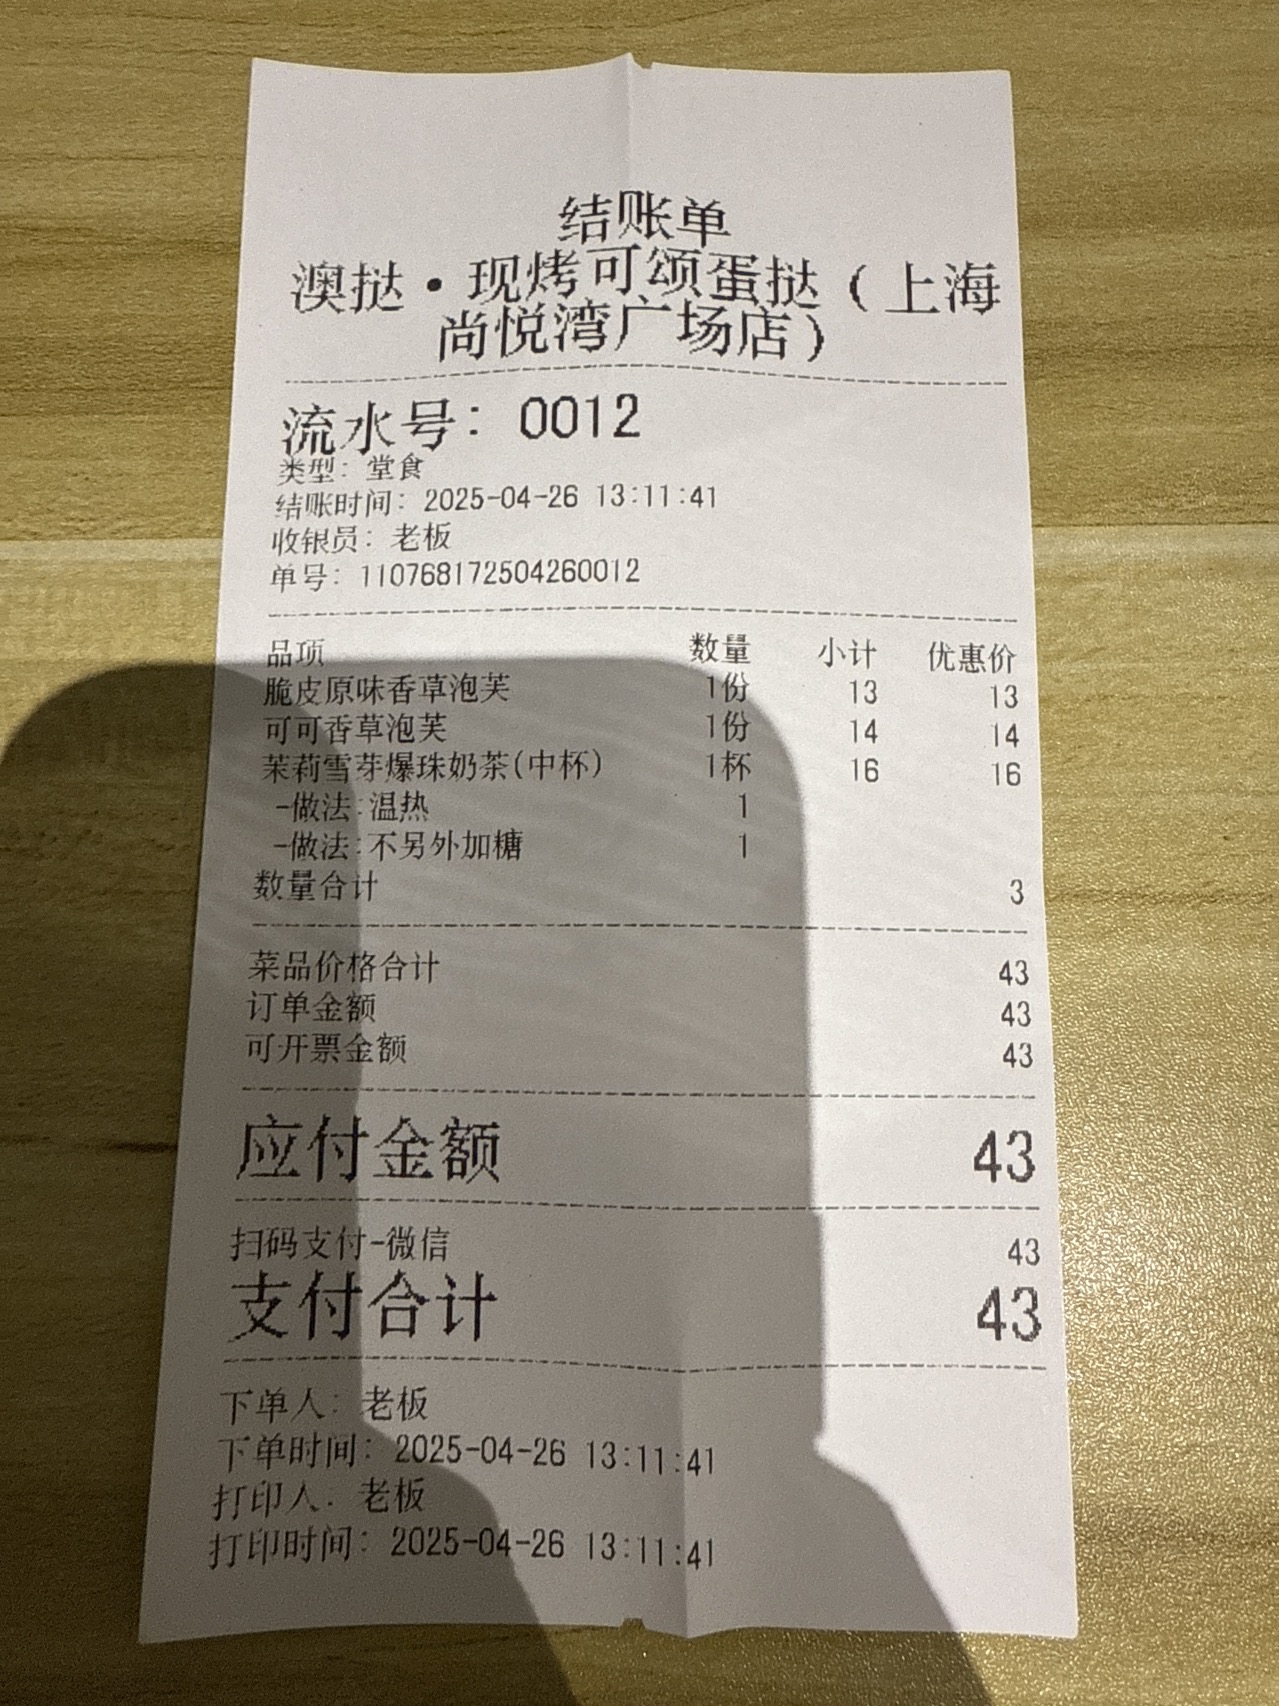 结账单
澳挞·现烤可颂蛋挞（上海
尚悦湾广场店）
流水号：0012
类型：堂食
结账时间：2025-04-26 13:11:41
收银员：老板
单号：110768172504260012
品项 数量 小计 优惠价
脆皮原味香草泡芙 1份 13 13
可可香草泡芙 1份 14 14
茉莉雪芽爆珠奶茶(中杯) 1杯 16 16
-做法:温热 1
-做法:不另外加糖 1
数量合计 3
菜品价格合计 43
订单金额 43
可开票金额 43
应付金额 43
扫码支付-微信 43
支付合计 43
下单人：老板
下单时间：2025-04-26 13:11:41
打印人：老板
打印时间：2025-04-26 13:11:41